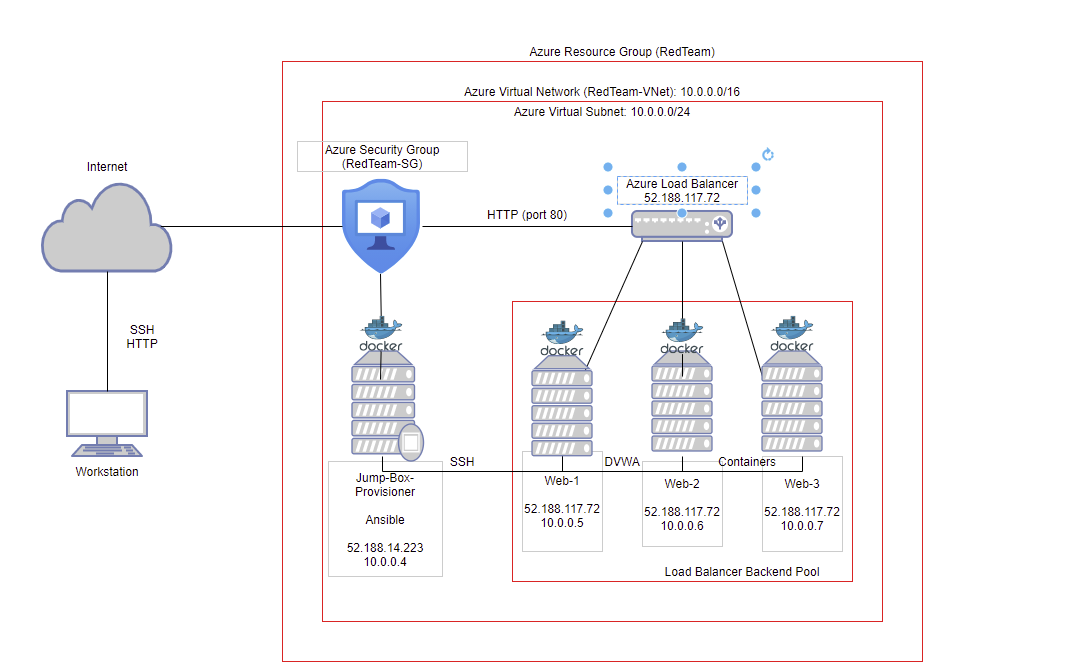 Azure Resource Group (RedTeam)
Azure Virtual Network (RedTeam-VNet): 10.0.0.0/16
Azure Virtual Subnet: 10.0.0.0/24
Azure Security Group
(RedTeam-SG)
Internet
Azure Load Balancer
52.188.117.72
HTTP (port 80)
SSH
HTTP
docker
docker
docker
docker
Workstation
SSH
DVWA
Containers
Jump-Box-
Provisioner
Ansible
52.188.14.223
10.0.0.4
Web-1
52.188.117.72
10.0.0.5
Web-2
52.188.117.72
10.0.0.6
Web-3
52.188.117.72
10.0.0.7
Load Balancer Backend Pool